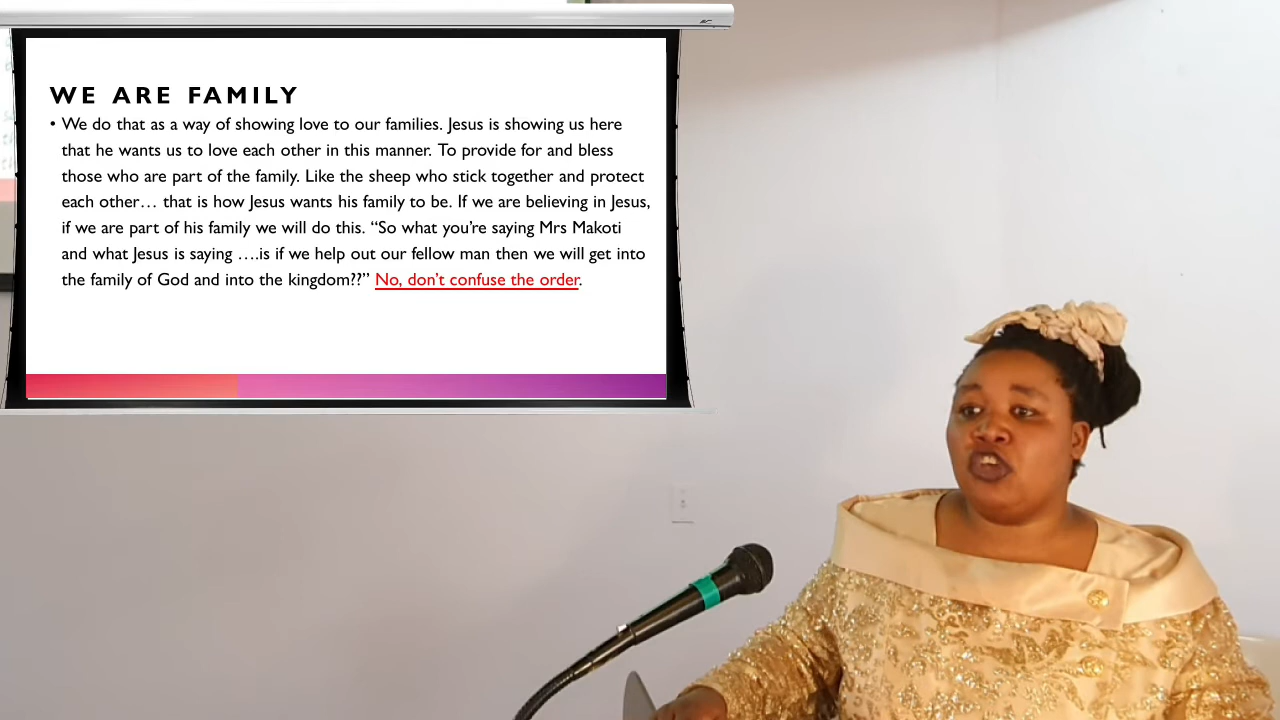 WE ARE FAMILY
• We do that as a way of showing love to our families. Jesus is showing us here
that he wants us to love each other in this manner. To provide for and bless
those who are part of the family. Like the sheep who stick together and protect
each other… that is how Jesus wants his family to be. If we are believing in Jesus,
if we are part of his family we will do this. “So what you’re saying Mrs Makoti
and what Jesus is saying ….is if we help out our fellow man then we will get into
the family of God and into the kingdom??” No, don’t confuse the order.